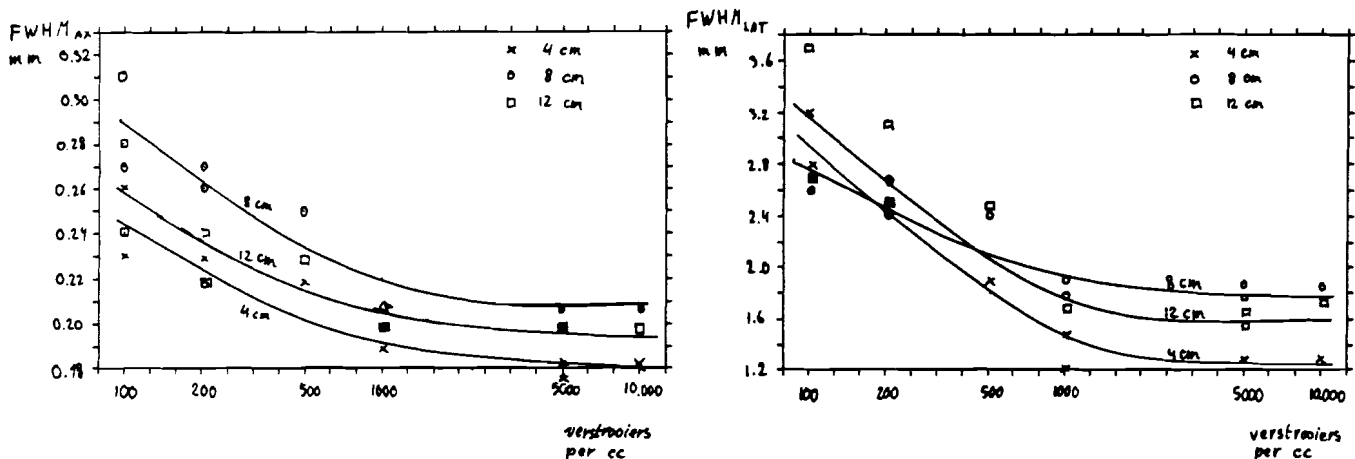 FWHM AX
mm
0.32
0.30
0.28
0.26
0.24
0.22
0.20
0.18
x 4 cm
o 8 cm
□ 12 cm
8 cm
12 cm
4 cm
100 200 500 1000 5000 10.000
verstrooiers
per cc
FWHM LAT
mm
3.6
3.2
2.8
2.4
2.0
1.6
1.2
x 4 cm
o 8 cm
□ 12 cm
8 cm
12 cm
4 cm
100 200 500 1000 5000 10.000
verstrooiers
per cc